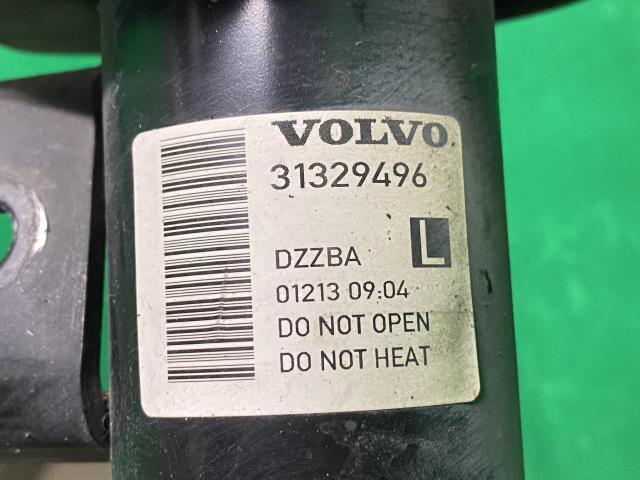 VOLVO
31329496
DZZBA L
01213 09:04
DO NOT OPEN
DO NOT HEAT